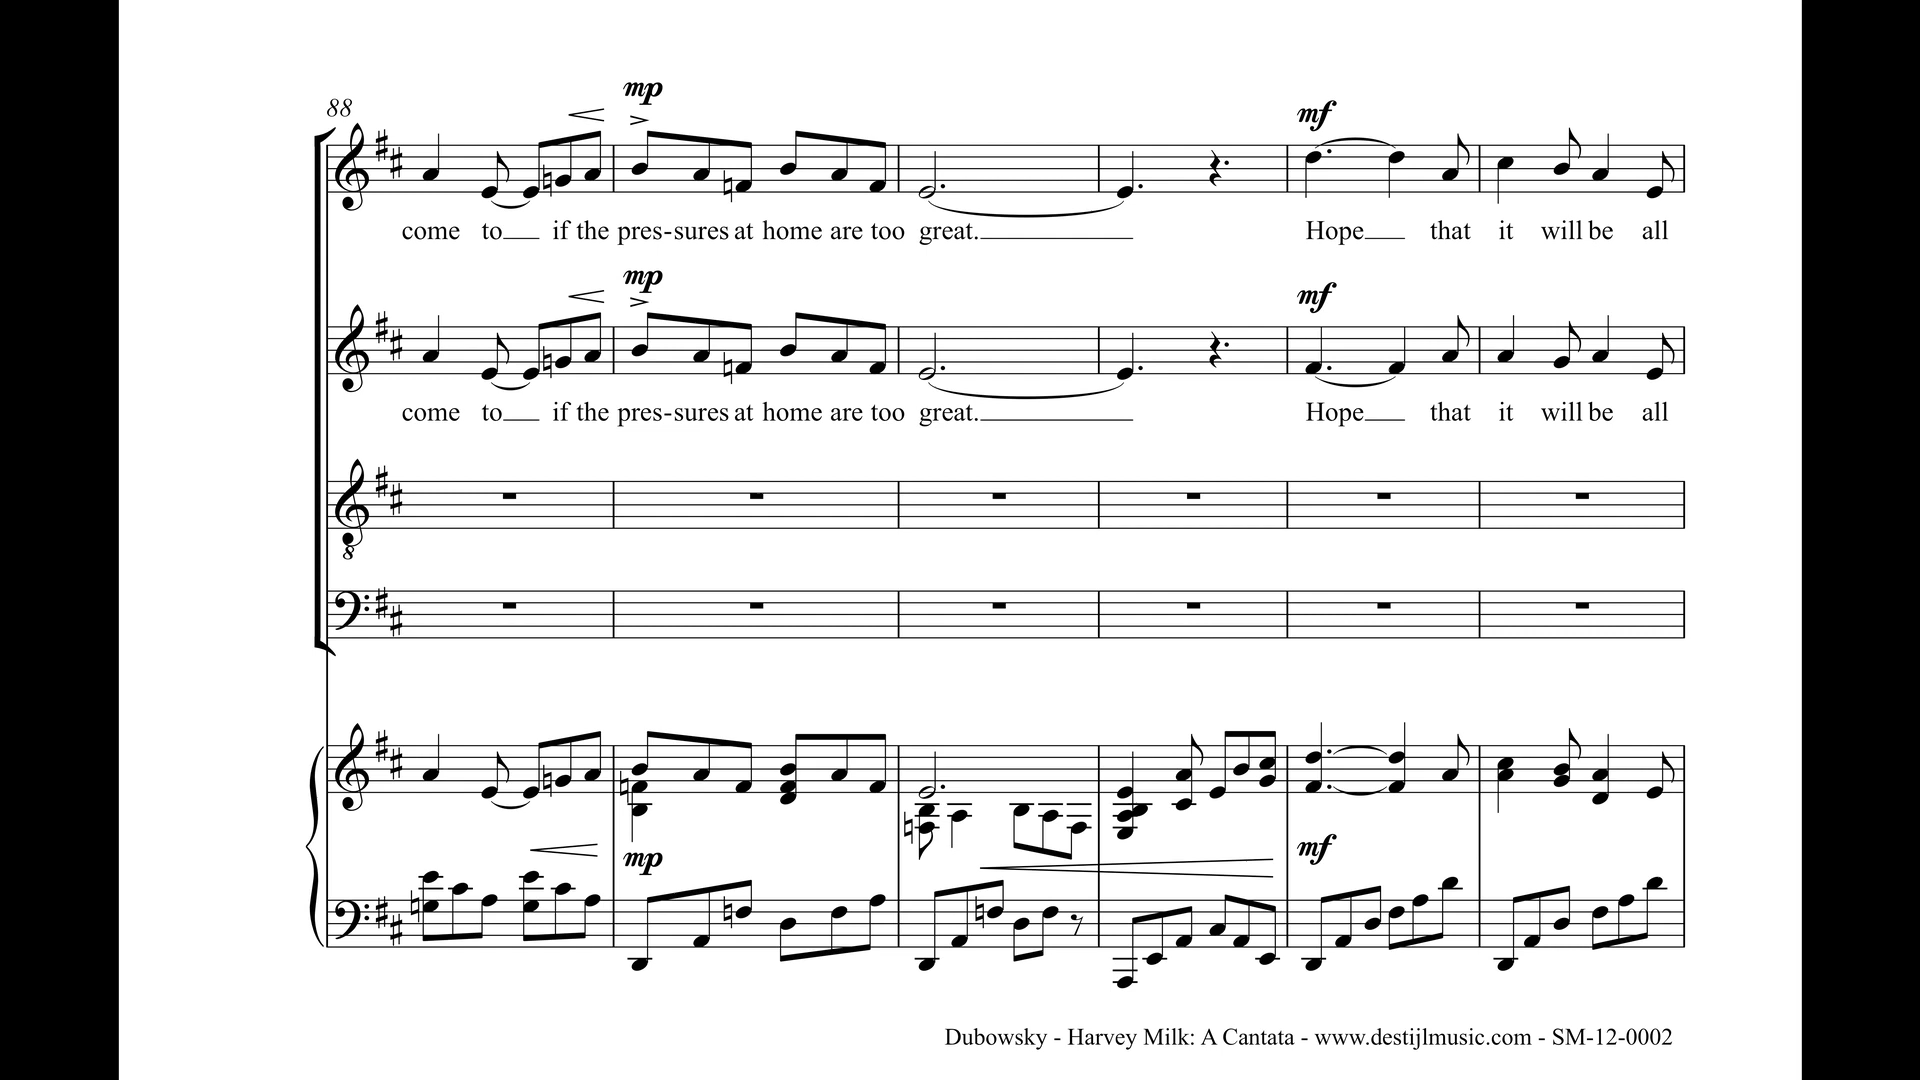 88
mp
mf
come to if the pres-sures at home are too great. Hope that it will be all
mp
mf
come to if the pres-sures at home are too great. Hope that it will be all
8
mp
mf
Dubowsky - Harvey Milk: A Cantata - www.destijlmusic.com - SM-12-0002